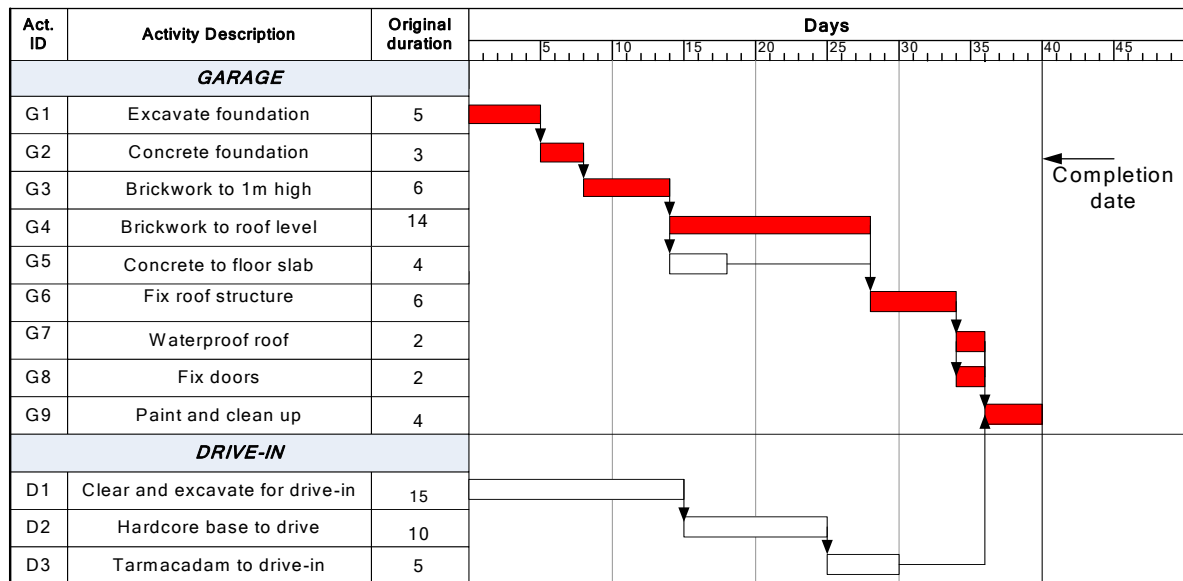 Act. ID Activity Description Original duration Days
5 10 15 20 25 30 35 40 45
GARAGE
G1 Excavate foundation 5
G2 Concrete foundation 3
G3 Brickwork to 1m high 6
G4 Brickwork to roof level 14
G5 Concrete to floor slab 4
G6 Fix roof structure 6
G7 Waterproof roof 2
G8 Fix doors 2
G9 Paint and clean up 4
Completion
date
DRIVE-IN
D1 Clear and excavate for drive-in 15
D2 Hardcore base to drive 10
D3 Tarmacadam to drive-in 5